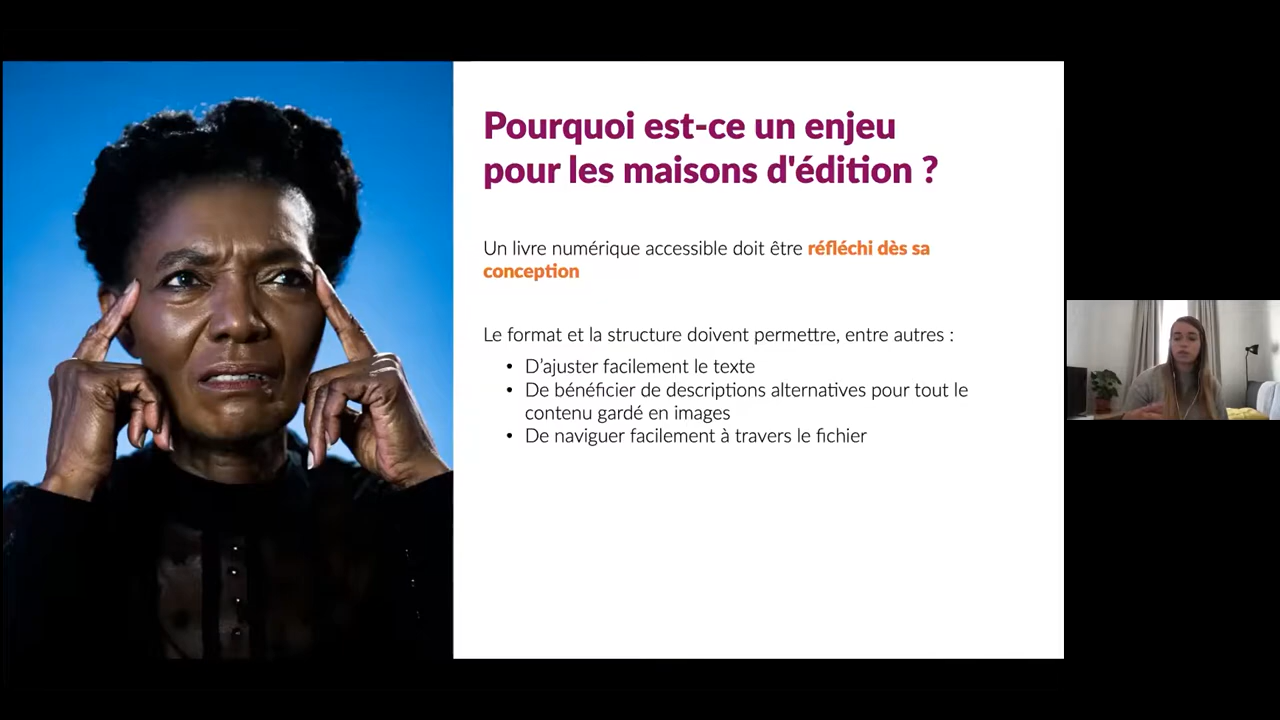 Pourquoi est-ce un enjeu
pour les maisons d'édition ?
Un livre numérique accessible doit être réfléchi dès sa
conception
Le format et la structure doivent permettre, entre autres :
• D'ajuster facilement le texte
• De bénéficier de descriptions alternatives pour tout le
contenu gardé en images
• De naviguer facilement à travers le fichier